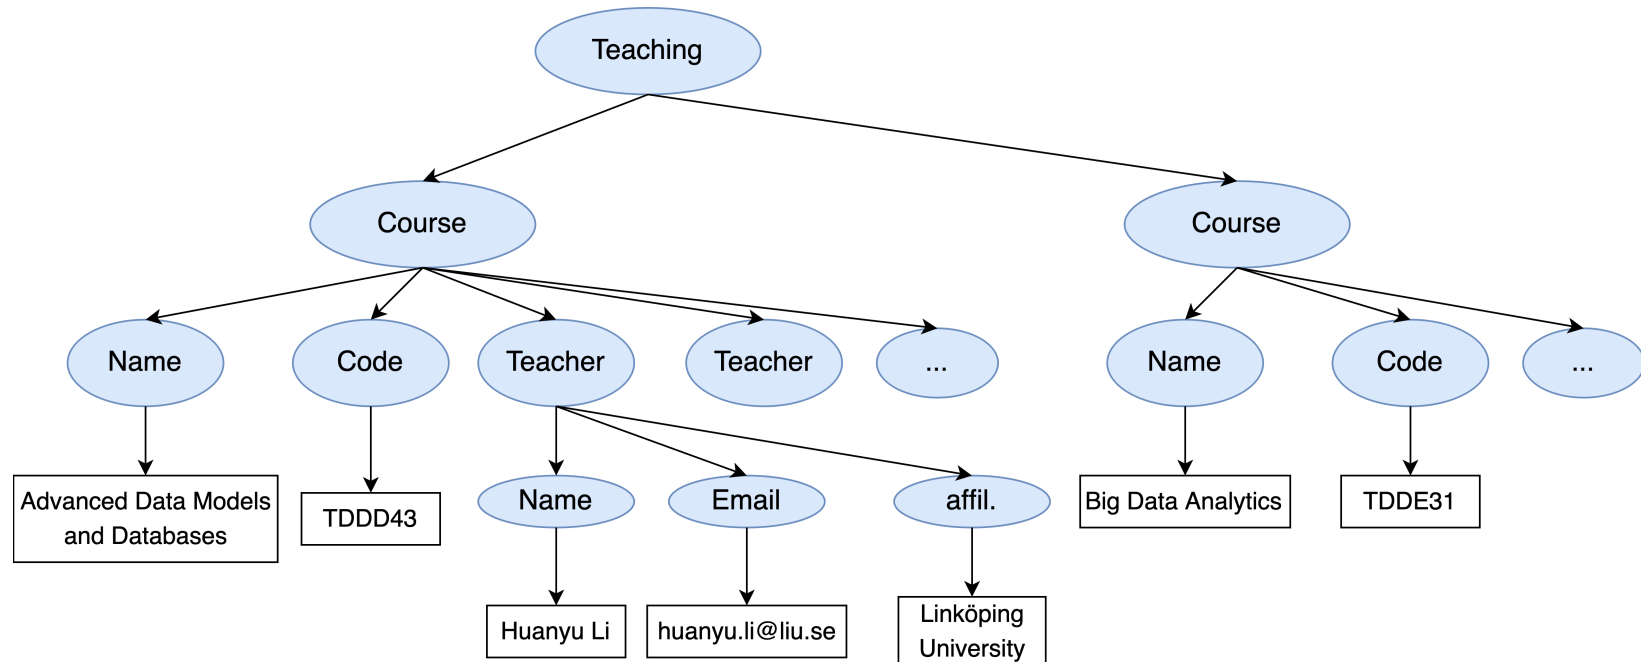 Teaching
Course
Course
Name
Code
Teacher
Teacher
...
Name
Code
...
Advanced Data Models
and Databases
TDDD43
Name
Email
affil.
Big Data Analytics
TDDE31
Huanyu Li
huanyu.li@liu.se
Linköping
University